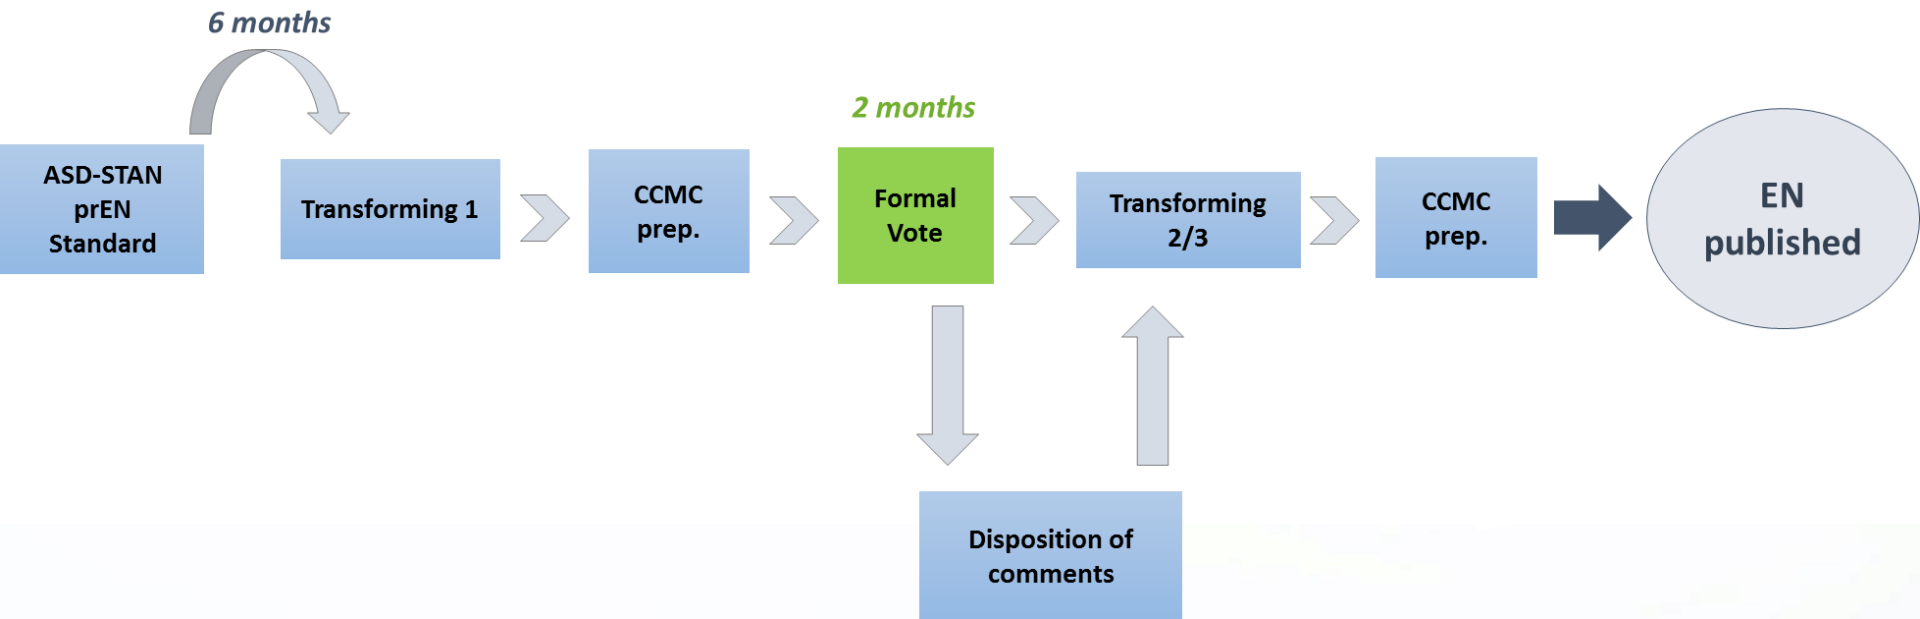 6 months
2 months
ASD-STAN
prEN
Standard
Transforming 1
CCMC
prep.
Formal
Vote
Transforming
2/3
CCMC
prep.
EN
published
Disposition of
comments